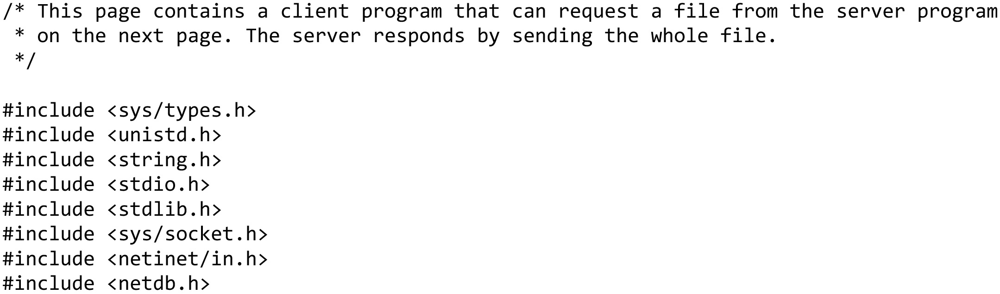 /* This page contains a client program that can request a file from the server program
 * on the next page. The server responds by sending the whole file.
 */

#include <sys/types.h>
#include <unistd.h>
#include <string.h>
#include <stdio.h>
#include <stdlib.h>
#include <sys/socket.h>
#include <netinet/in.h>
#include <netdb.h>